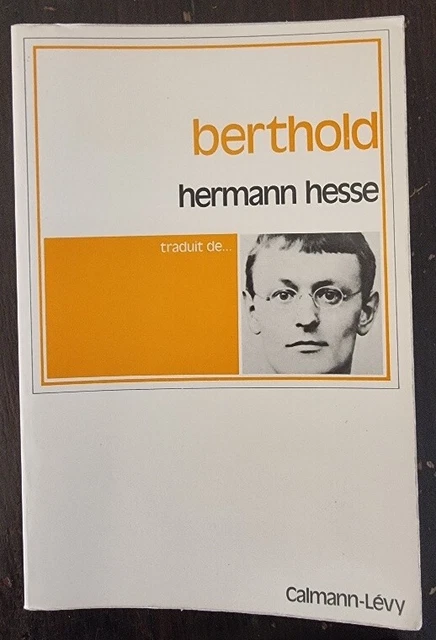 berthold
hermann hesse
traduit de...
Calmann-Lévy